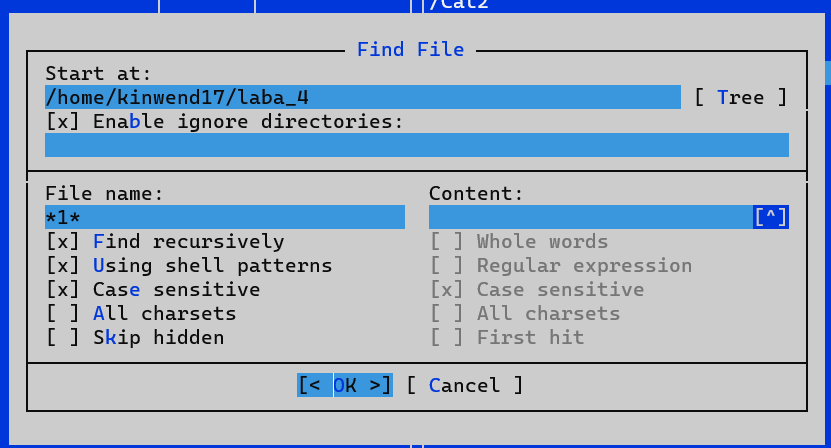 /Cat2
Find File
Start at:
/home/kinwend17/laba_4 [ Tree ]
[x] Enable ignore directories:
File name: Content:
*1* [^]
[x] Find recursively [ ] Whole words
[x] Using shell patterns [ ] Regular expression
[x] Case sensitive [x] Case sensitive
[ ] All charsets [ ] All charsets
[ ] Skip hidden [ ] First hit
[< OK >] [ Cancel ]